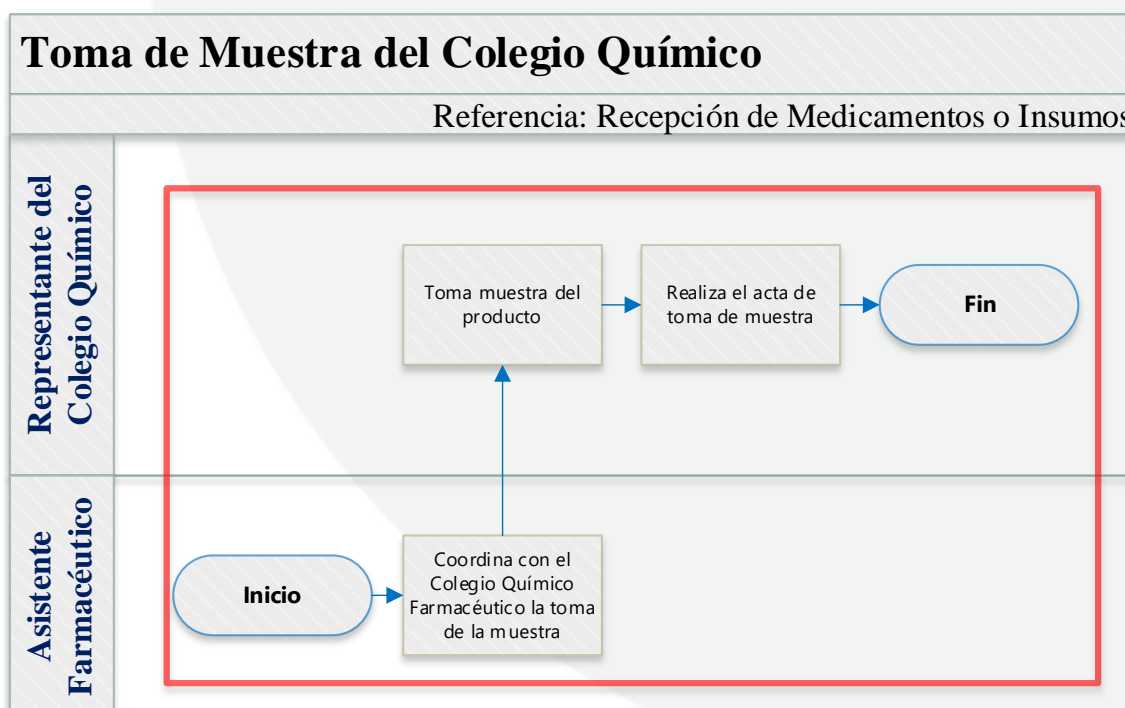 Toma de Muestra del Colegio Químico
Referencia: Recepción de Medicamentos o Insumos
Representante del
Colegio Químico
Toma muestra del
producto
Realiza el acta de
toma de muestra
Fin
Asistente
Farmacéutico
Inicio
Coordina con el
Colegio Químico
Farmacéutico la toma
de la muestra